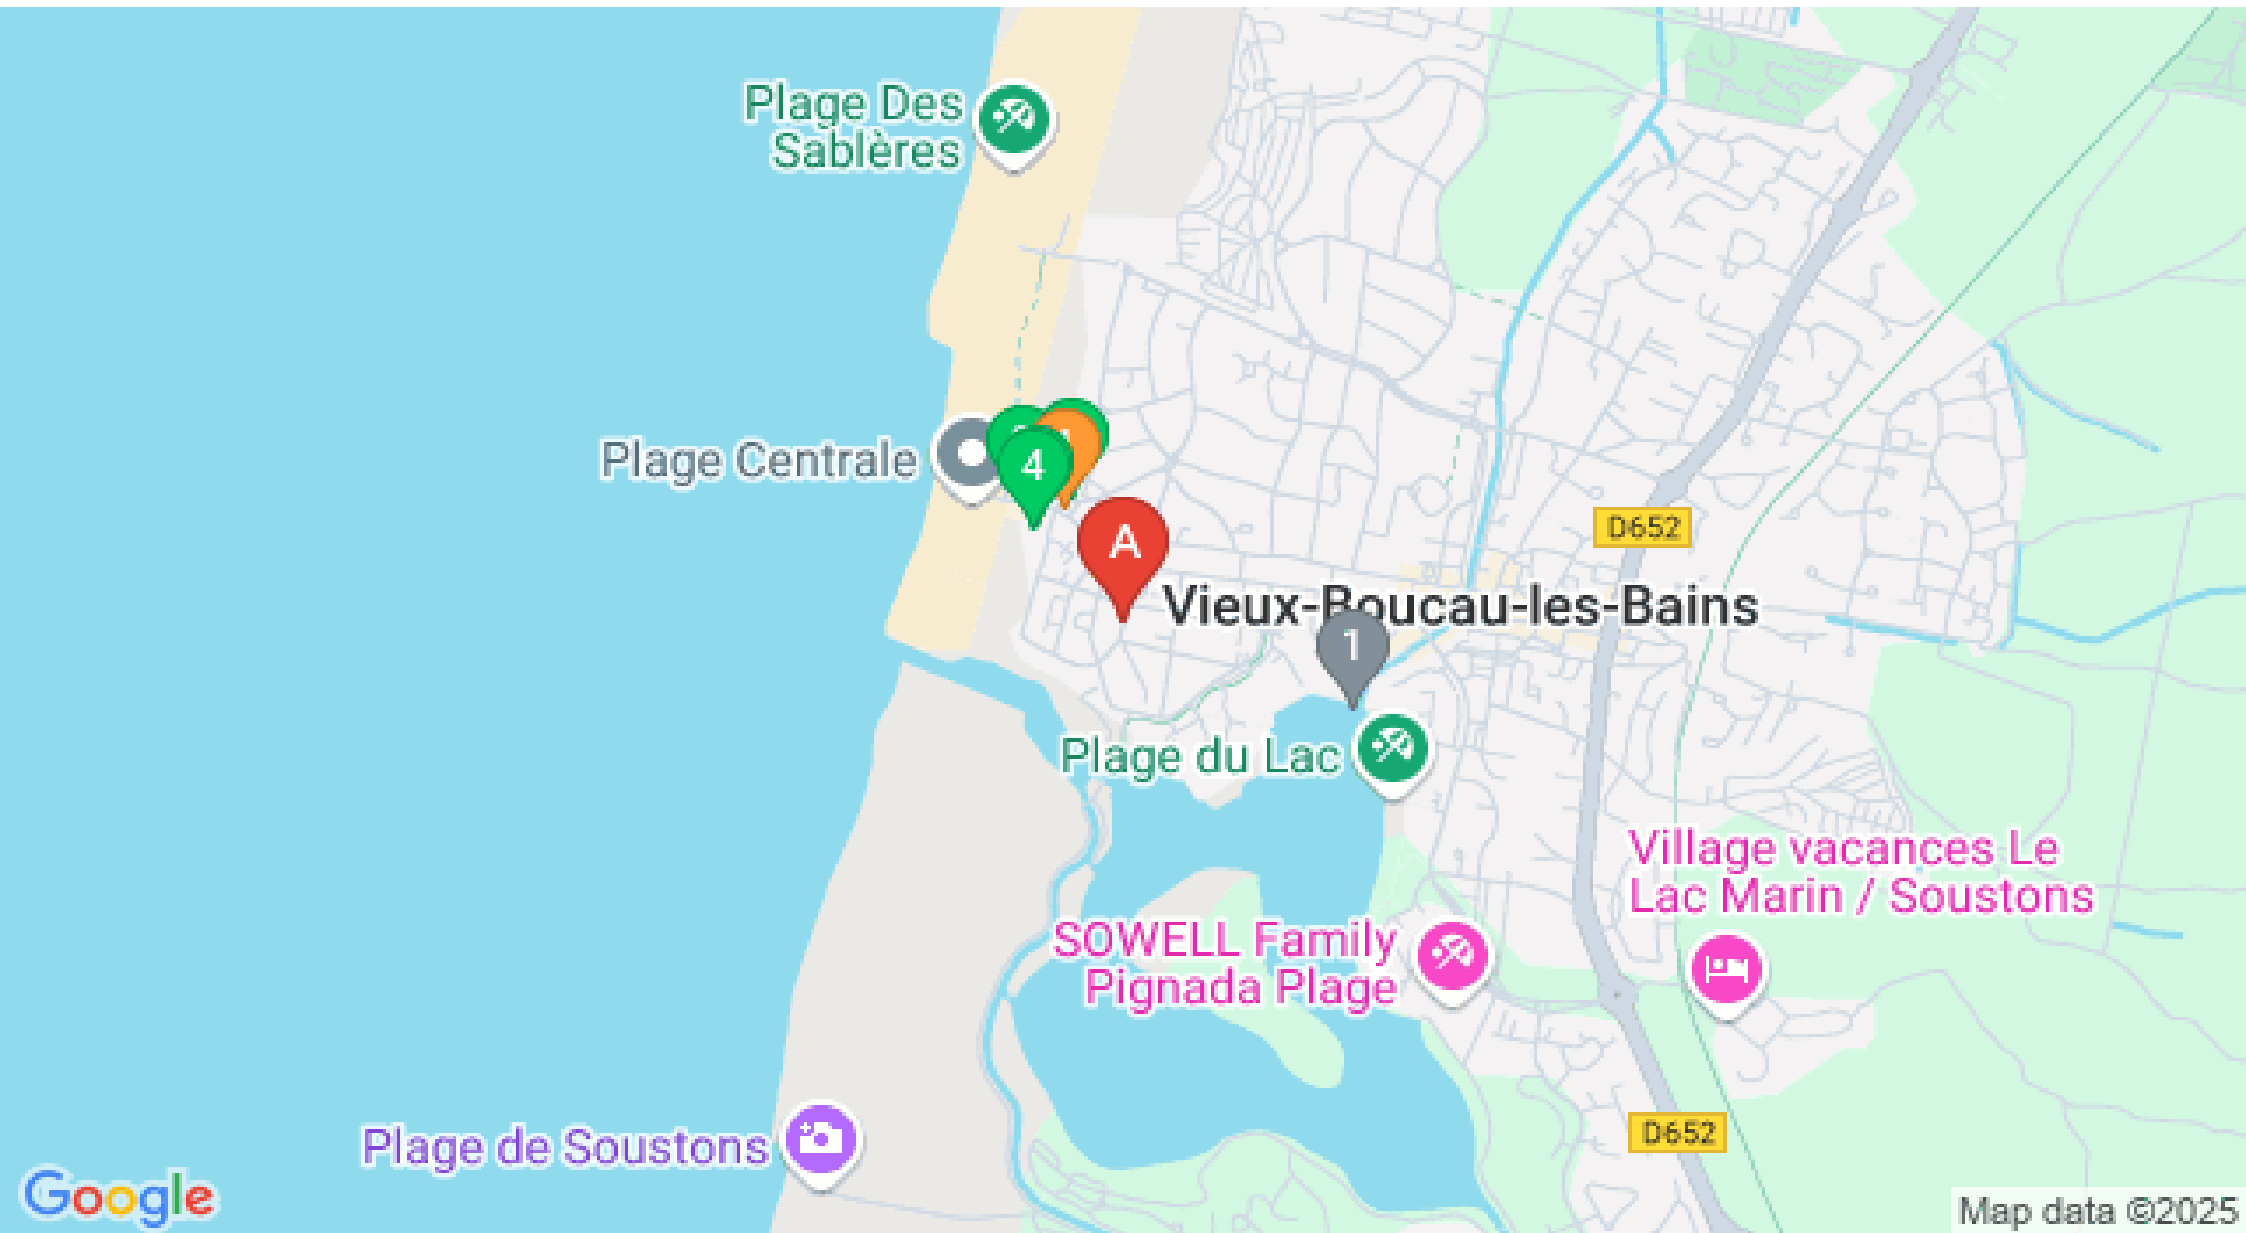 Plage Des
Sablères
Plage Centrale
4
A
D652
Vieux-Boucau-les-Bains
1
Plage du Lac
Village vacances Le
Lac Marin / Soustons
SOWELL Family
Pignada Plage
D652
Plage de Soustons
Google
Map data ©2025